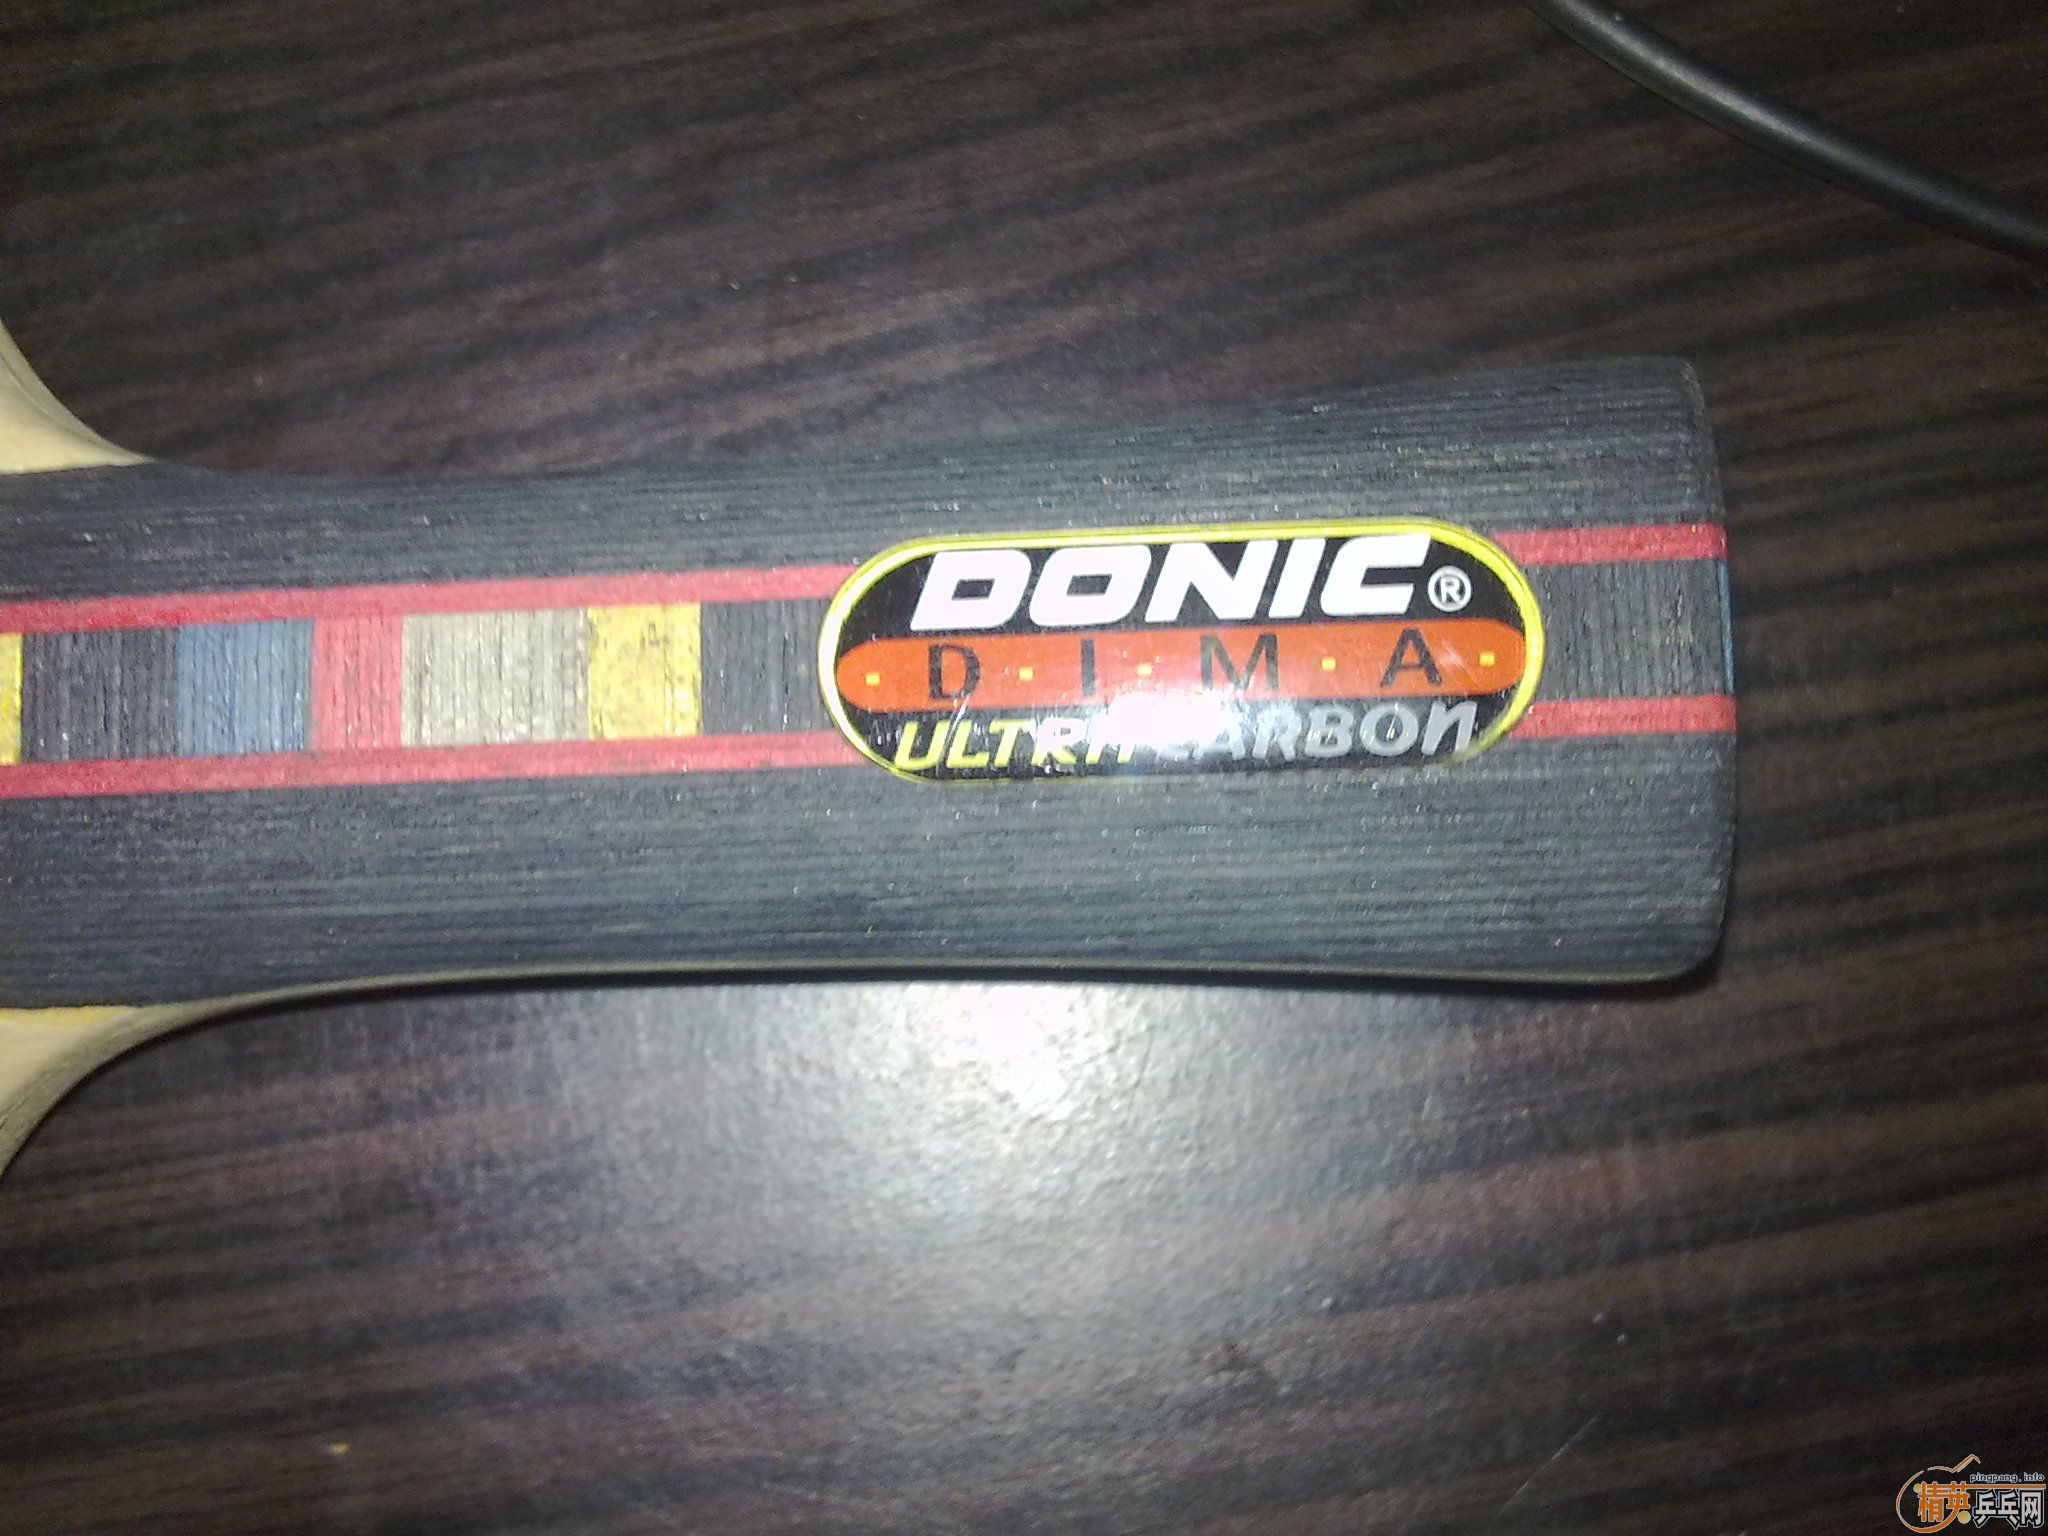 DONIC®
D·I·M·A
ULTRA CARBON
pingpang.info
精英乒乓网